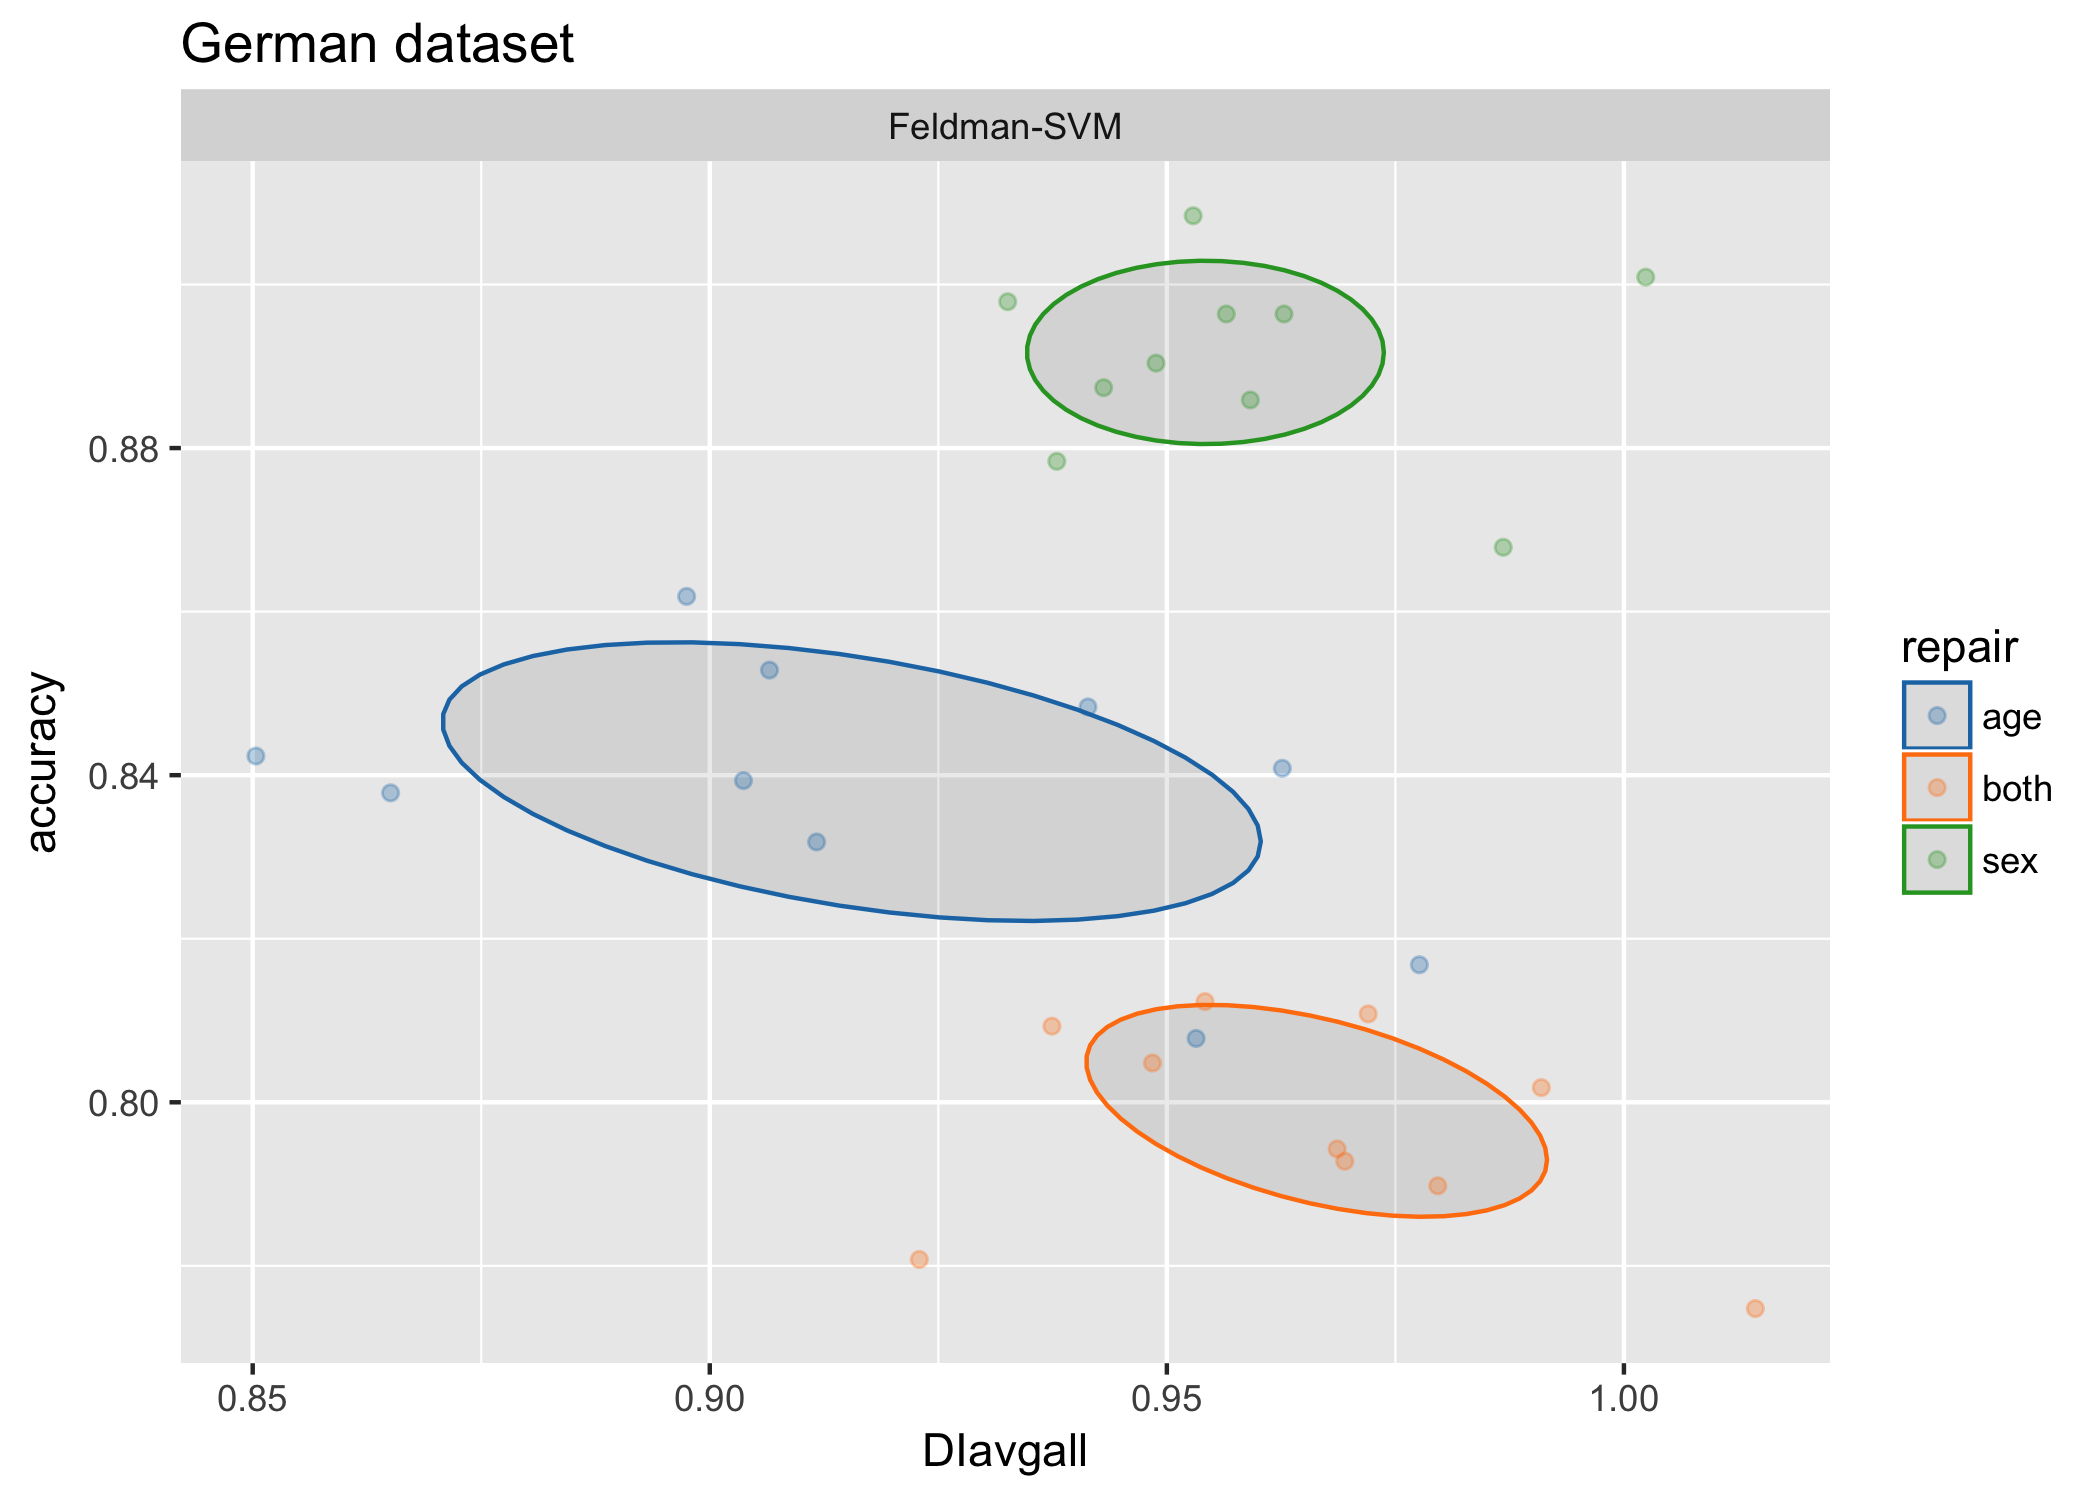 German dataset
Feldman-SVM
0.88
0.84
0.80
accuracy
0.85
0.90
0.95
1.00
DIavgall
repair
age
both
sex